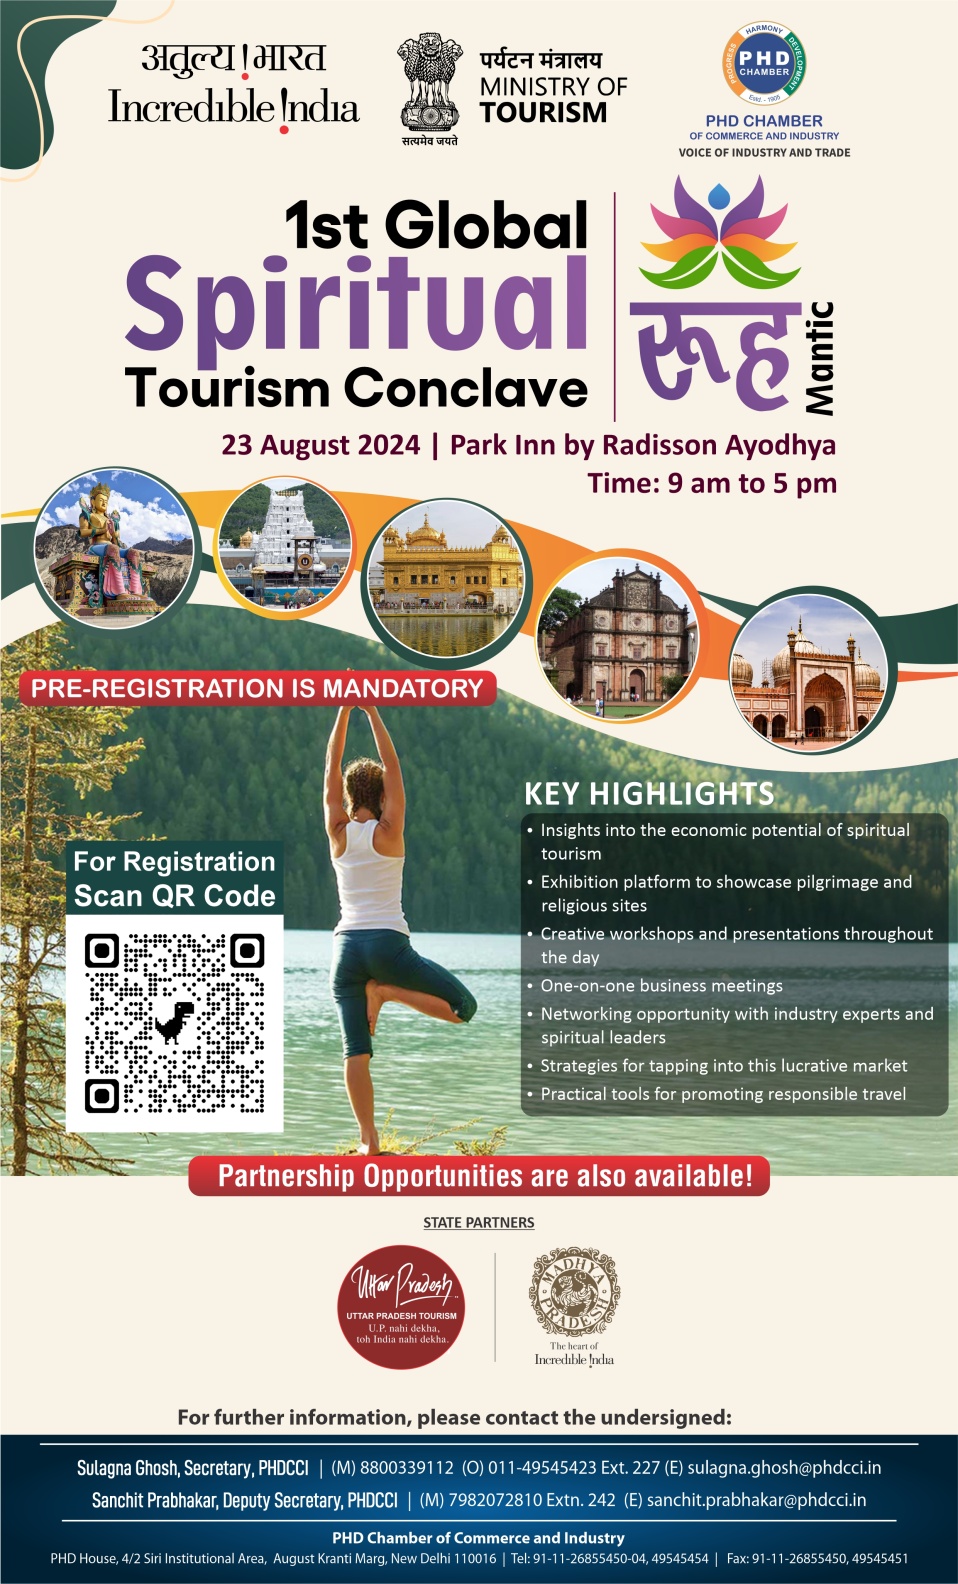 अतुल्य!भारत
Incredıble !ndıa
सत्यमेव जयते
पर्यटन मंत्रालय
MINISTRY OF
TOURISM
PROGRESS HARMONY DEVELOPMENT
PHD
CHAMBER
Estd. - 1905
PHD CHAMBER
OF COMMERCE AND INDUSTRY
VOICE OF INDUSTRY AND TRADE
1st Global
Spiritual
Tourism Conclave
रूह
Mantic
23 August 2024 | Park Inn by Radisson Ayodhya
Time: 9 am to 5 pm
PRE-REGISTRATION IS MANDATORY
For Registration
Scan QR Code
KEY HIGHLIGHTS
• Insights into the economic potential of spiritual
tourism
• Exhibition platform to showcase pilgrimage and
religious sites
• Creative workshops and presentations throughout
the day
• One-on-one business meetings
• Networking opportunity with industry experts and
spiritual leaders
• Strategies for tapping into this lucrative market
• Practical tools for promoting responsible travel
Partnership Opportunities are also available!
STATE PARTNERS
Uttar Pradesh
UTTAR PRADESH TOURISM
U.P. nahi dekha,
toh India nahi dekha.
MADHYA
PRADESH
The heart of
Incredıble !ndıa
For further information, please contact the undersigned:
Sulagna Ghosh, Secretary, PHDCCI | (M) 8800339112 (O) 011-49545423 Ext. 227 (E) sulagna.ghosh@phdcci.in
Sanchit Prabhakar, Deputy Secretary, PHDCCI | (M) 7982072810 Extn. 242 (E) sanchit.prabhakar@phdcci.in
PHD Chamber of Commerce and Industry
PHD House, 4/2 Siri Institutional Area, August Kranti Marg, New Delhi 110016 | Tel: 91-11-26855450-04, 49545454 | Fax: 91-11-26855450, 49545451